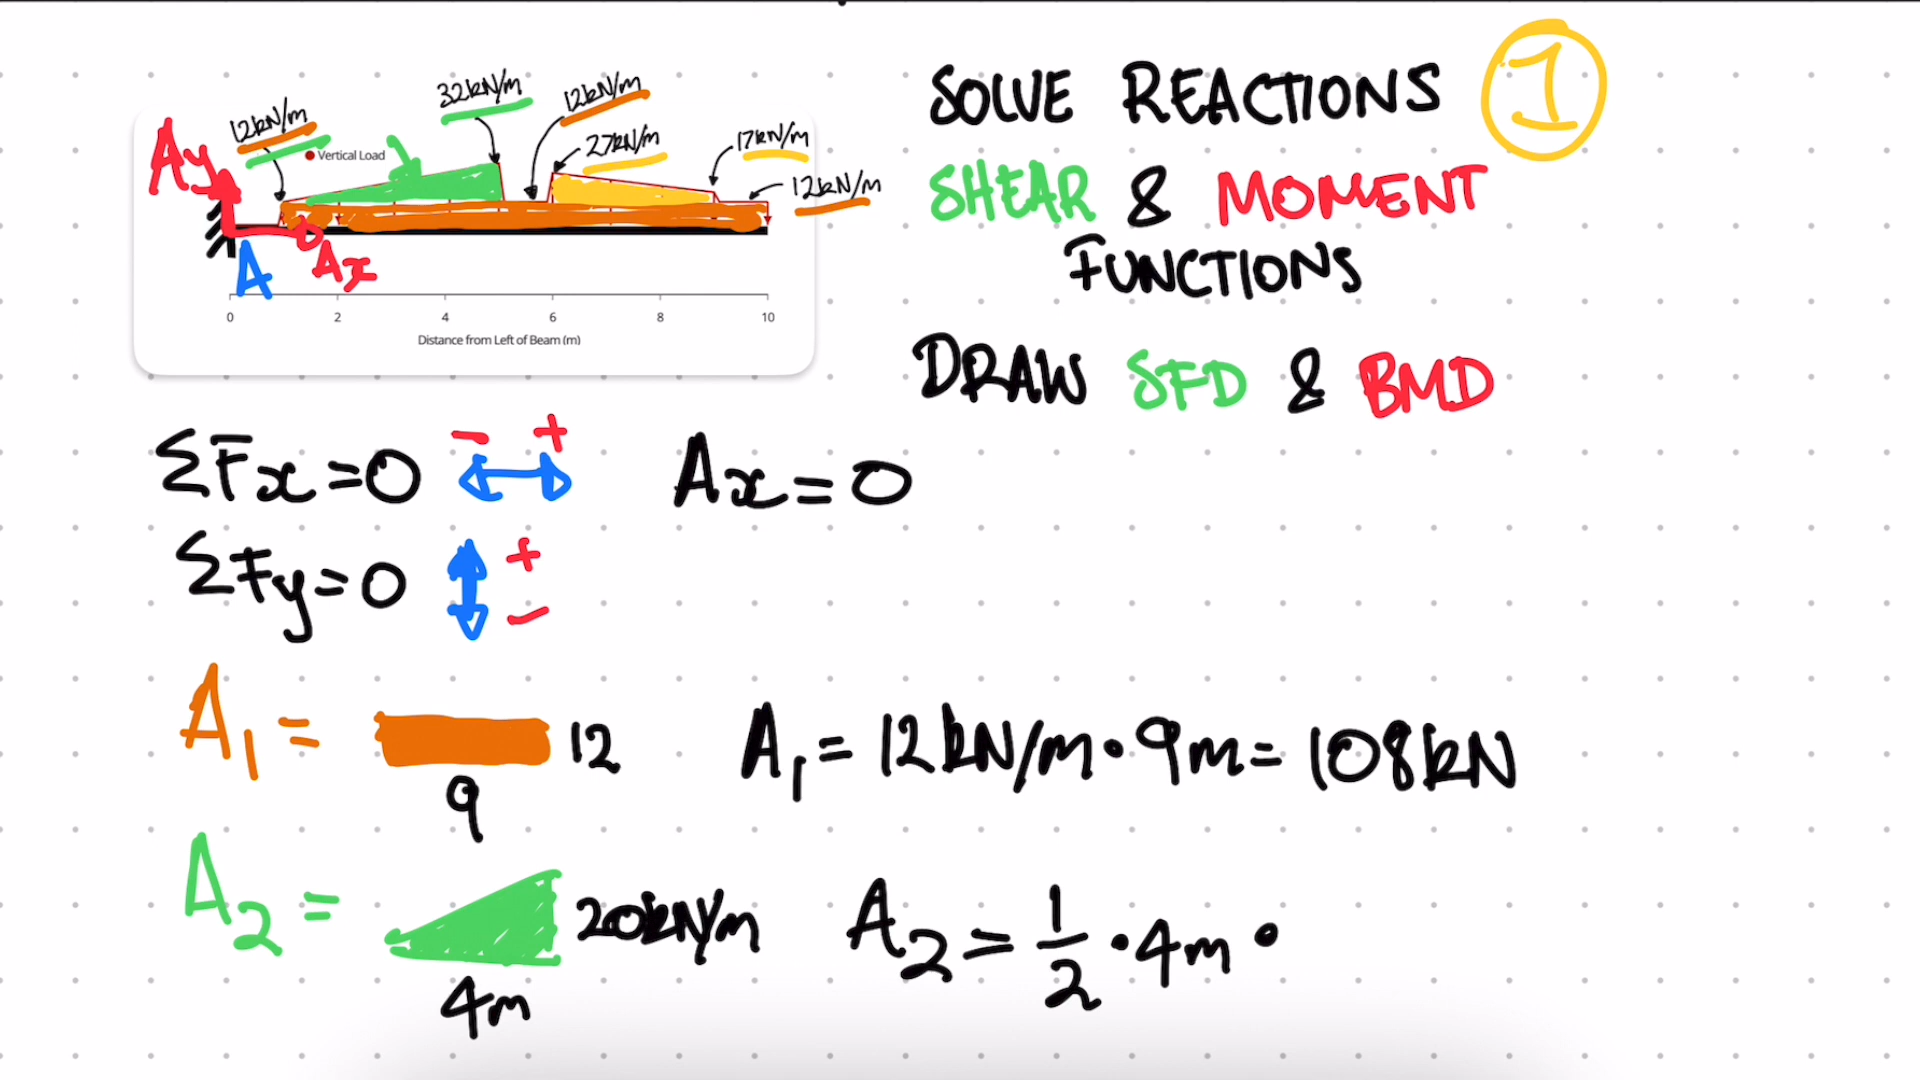 SOLVE REACTIONS 1
SHEAR & MOMENT
FUNCTIONS
DRAW SFD & BMD
12kN/m
32kN/m
12kN/m
27kN/m
17kN/m
12kN/m
Vertical Load
Ay
A
Ax
0 2 4 6 8 10
Distance from Left of Beam (m)
ΣFx=0 - + Ax=0
ΣFy=0 + -
A1= 12 A1=12kN/m·9m=108kN
9
A2= 20kN/m A2=1/2·4m·
4m